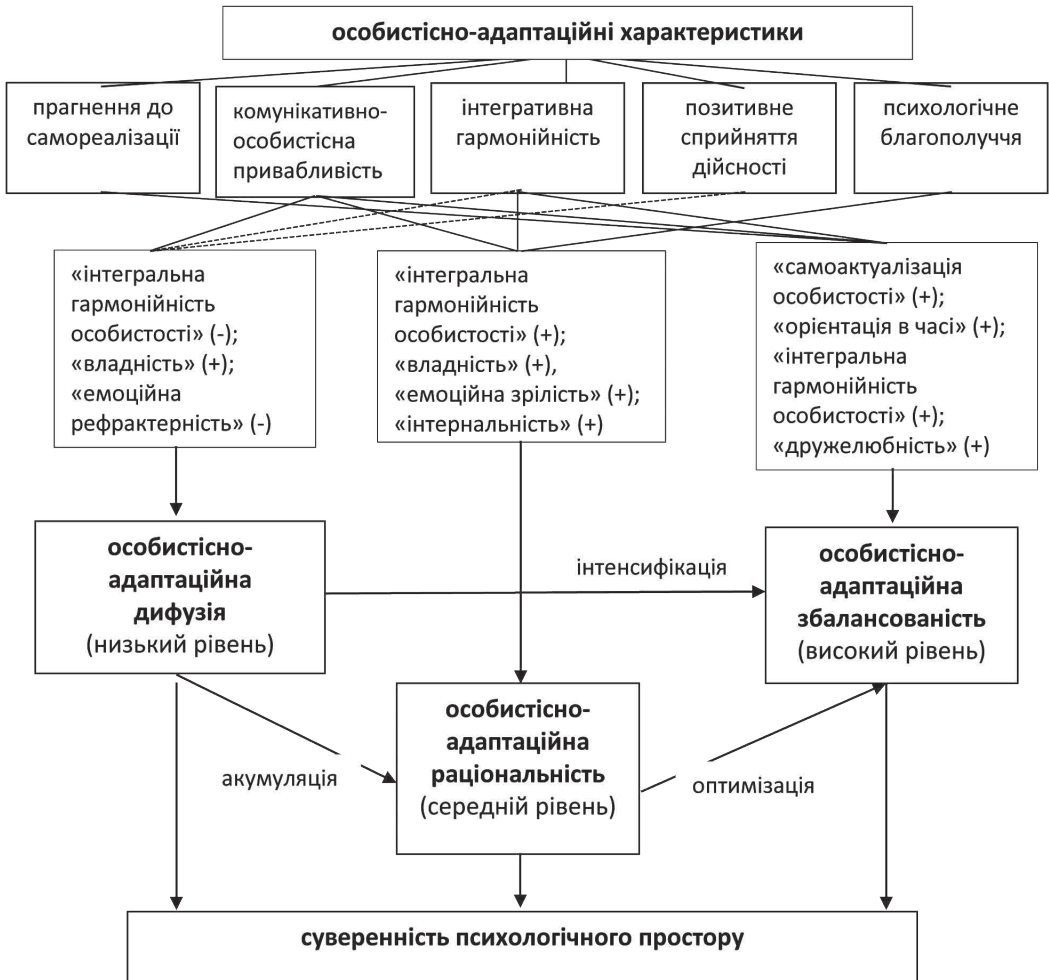 особистісно-адаптаційні характеристики
прагнення до
самореалізації
комунікативно-
особистісна
привабливість
інтегративна
гармонійність
позитивне
сприйняття
дійсності
психологічне
благополуччя
«інтегральна
гармонійність
особистості» (-);
«владність» (+);
«емоційна
рефрактерність» (-)
«інтегральна
гармонійність
особистості» (+);
«владність» (+),
«емоційна зрілість» (+);
«інтернальність» (+)
«самоактуалізація
особистості» (+);
«орієнтація в часі» (+);
«інтегральна
гармонійність
особистості» (+);
«дружелюбність» (+)
особистісно-
адаптаційна
дифузія
(низький рівень)
інтенсифікація
особистісно-
адаптаційна
збалансованість
(високий рівень)
акумуляція
особистісно-
адаптаційна
раціональність
(середній рівень)
оптимізація
суверенність психологічного простору